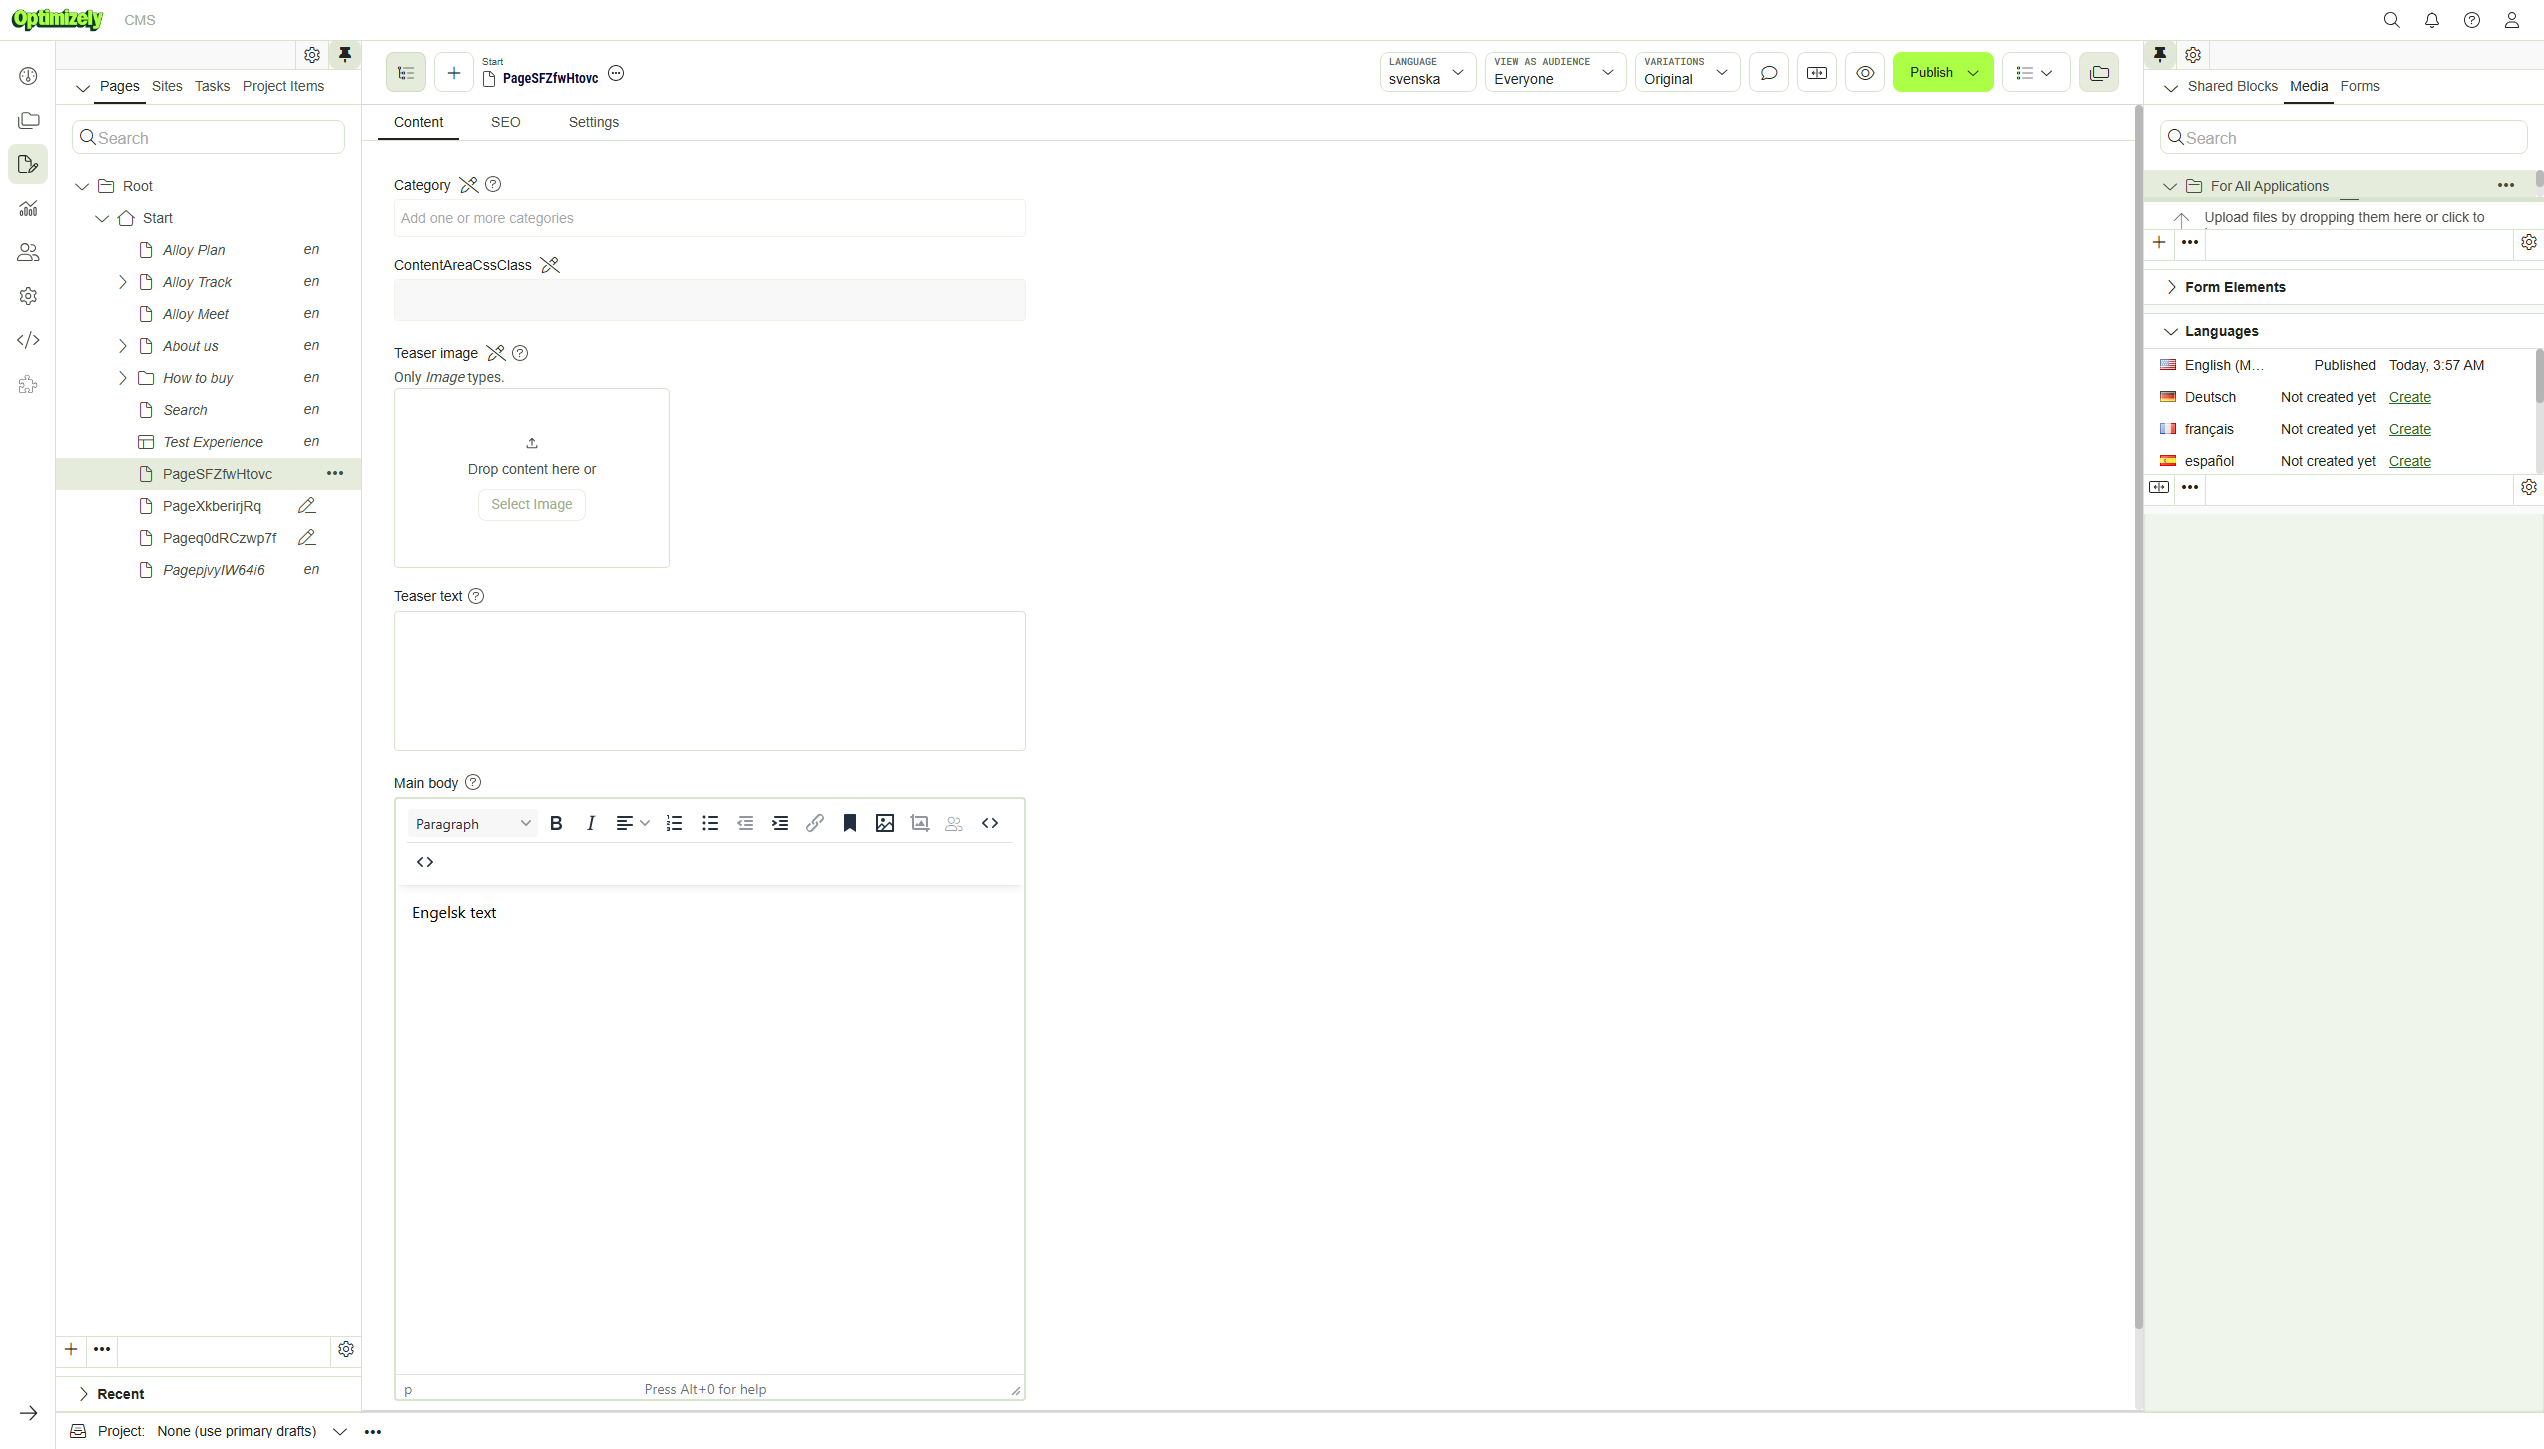 Optimizely CMS
Pages Sites Tasks Project Items
Search
Root
Start
Alloy Plan en
Alloy Track en
Alloy Meet en
About us en
How to buy en
Search en
Test Experience en
PageSFZfwHtovc
PageXkberirjRq
Pageq0dRCzwp7f
PagepjvyIW64i6 en
Recent
Project: None (use primary drafts)
Start
PageSFZfwHtovc
LANGUAGE
svenska
VIEW AS AUDIENCE
Everyone
VARIATIONS
Original
Publish
Content SEO Settings
Category
Add one or more categories
ContentAreaCssClass
Teaser image
Only Image types.
Drop content here or
Select Image
Teaser text
Main body
Paragraph
Engelsk text
p Press Alt+0 for help
Shared Blocks Media Forms
Search
For All Applications
Upload files by dropping them here or click to
Form Elements
Languages
English (M... Published Today, 3:57 AM
Deutsch Not created yet Create
français Not created yet Create
español Not created yet Create